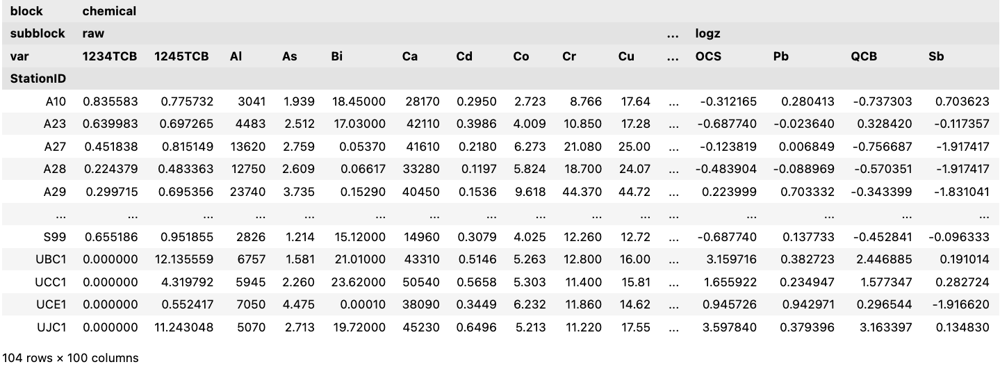 block chemical
subblock raw ... logz
var 1234TCB 1245TCB Al As Bi Ca Cd Co Cr Cu ... OCS Pb QCB Sb
StationID
A10 0.835583 0.775732 3041 1.939 18.45000 28170 0.2950 2.723 8.766 17.64 ... -0.312165 0.280413 -0.737303 0.703623
A23 0.639983 0.697265 4483 2.512 17.03000 42110 0.3986 4.009 10.850 17.28 ... -0.687740 -0.023640 0.328420 -0.117357
A27 0.451838 0.815149 13620 2.759 0.05370 41610 0.2180 6.273 21.080 25.00 ... -0.123819 0.006849 -0.756687 -1.917417
A28 0.224379 0.483363 12750 2.609 0.06617 33280 0.1197 5.824 18.700 24.07 ... -0.483904 -0.088969 -0.570351 -1.917417
A29 0.299715 0.695356 23740 3.735 0.15290 40450 0.1536 9.618 44.370 44.72 ... 0.223999 0.703332 -0.343399 -1.831041
... ... ... ... ... ... ... ... ... ... ... ... ... ... ... ...
S99 0.655186 0.951855 2826 1.214 15.12000 14960 0.3079 4.025 12.260 12.72 ... -0.687740 0.137733 -0.452841 -0.096333
UBC1 0.000000 12.135559 6757 1.581 21.01000 43310 0.5146 5.263 12.800 16.00 ... 3.159716 0.382723 2.446885 0.191014
UCC1 0.000000 4.319792 5945 2.260 23.62000 50540 0.5658 5.303 11.400 15.81 ... 1.655922 0.234947 1.577347 0.282724
UCE1 0.000000 0.552417 7050 4.475 0.00010 38090 0.3449 6.232 11.860 14.62 ... 0.945726 0.942971 0.296544 -1.916620
UJC1 0.000000 11.243048 5070 2.713 19.72000 45230 0.6496 5.213 11.220 17.55 ... 3.597840 0.379396 3.163397 0.134830
104 rows × 100 columns